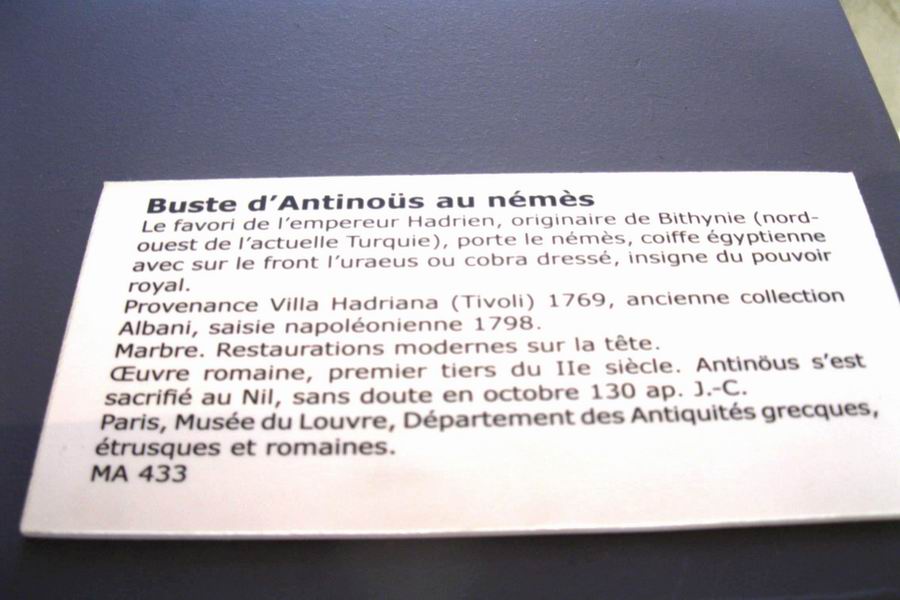 Buste d'Antinoüs au némès
Le favori de l'empereur Hadrien, originaire de Bithynie (nord-
ouest de l'actuelle Turquie), porte le némès, coiffe égyptienne
avec sur le front l'uraeus ou cobra dressé, insigne du pouvoir
royal.
Provenance Villa Hadriana (Tivoli) 1769, ancienne collection
Albani, saisie napoléonienne 1798.
Marbre. Restaurations modernes sur la tête.
Œuvre romaine, premier tiers du IIe siècle. Antinöus s'est
sacrifié au Nil, sans doute en octobre 130 ap. J.-C.
Paris, Musée du Louvre, Département des Antiquités grecques,
étrusques et romaines.
MA 433